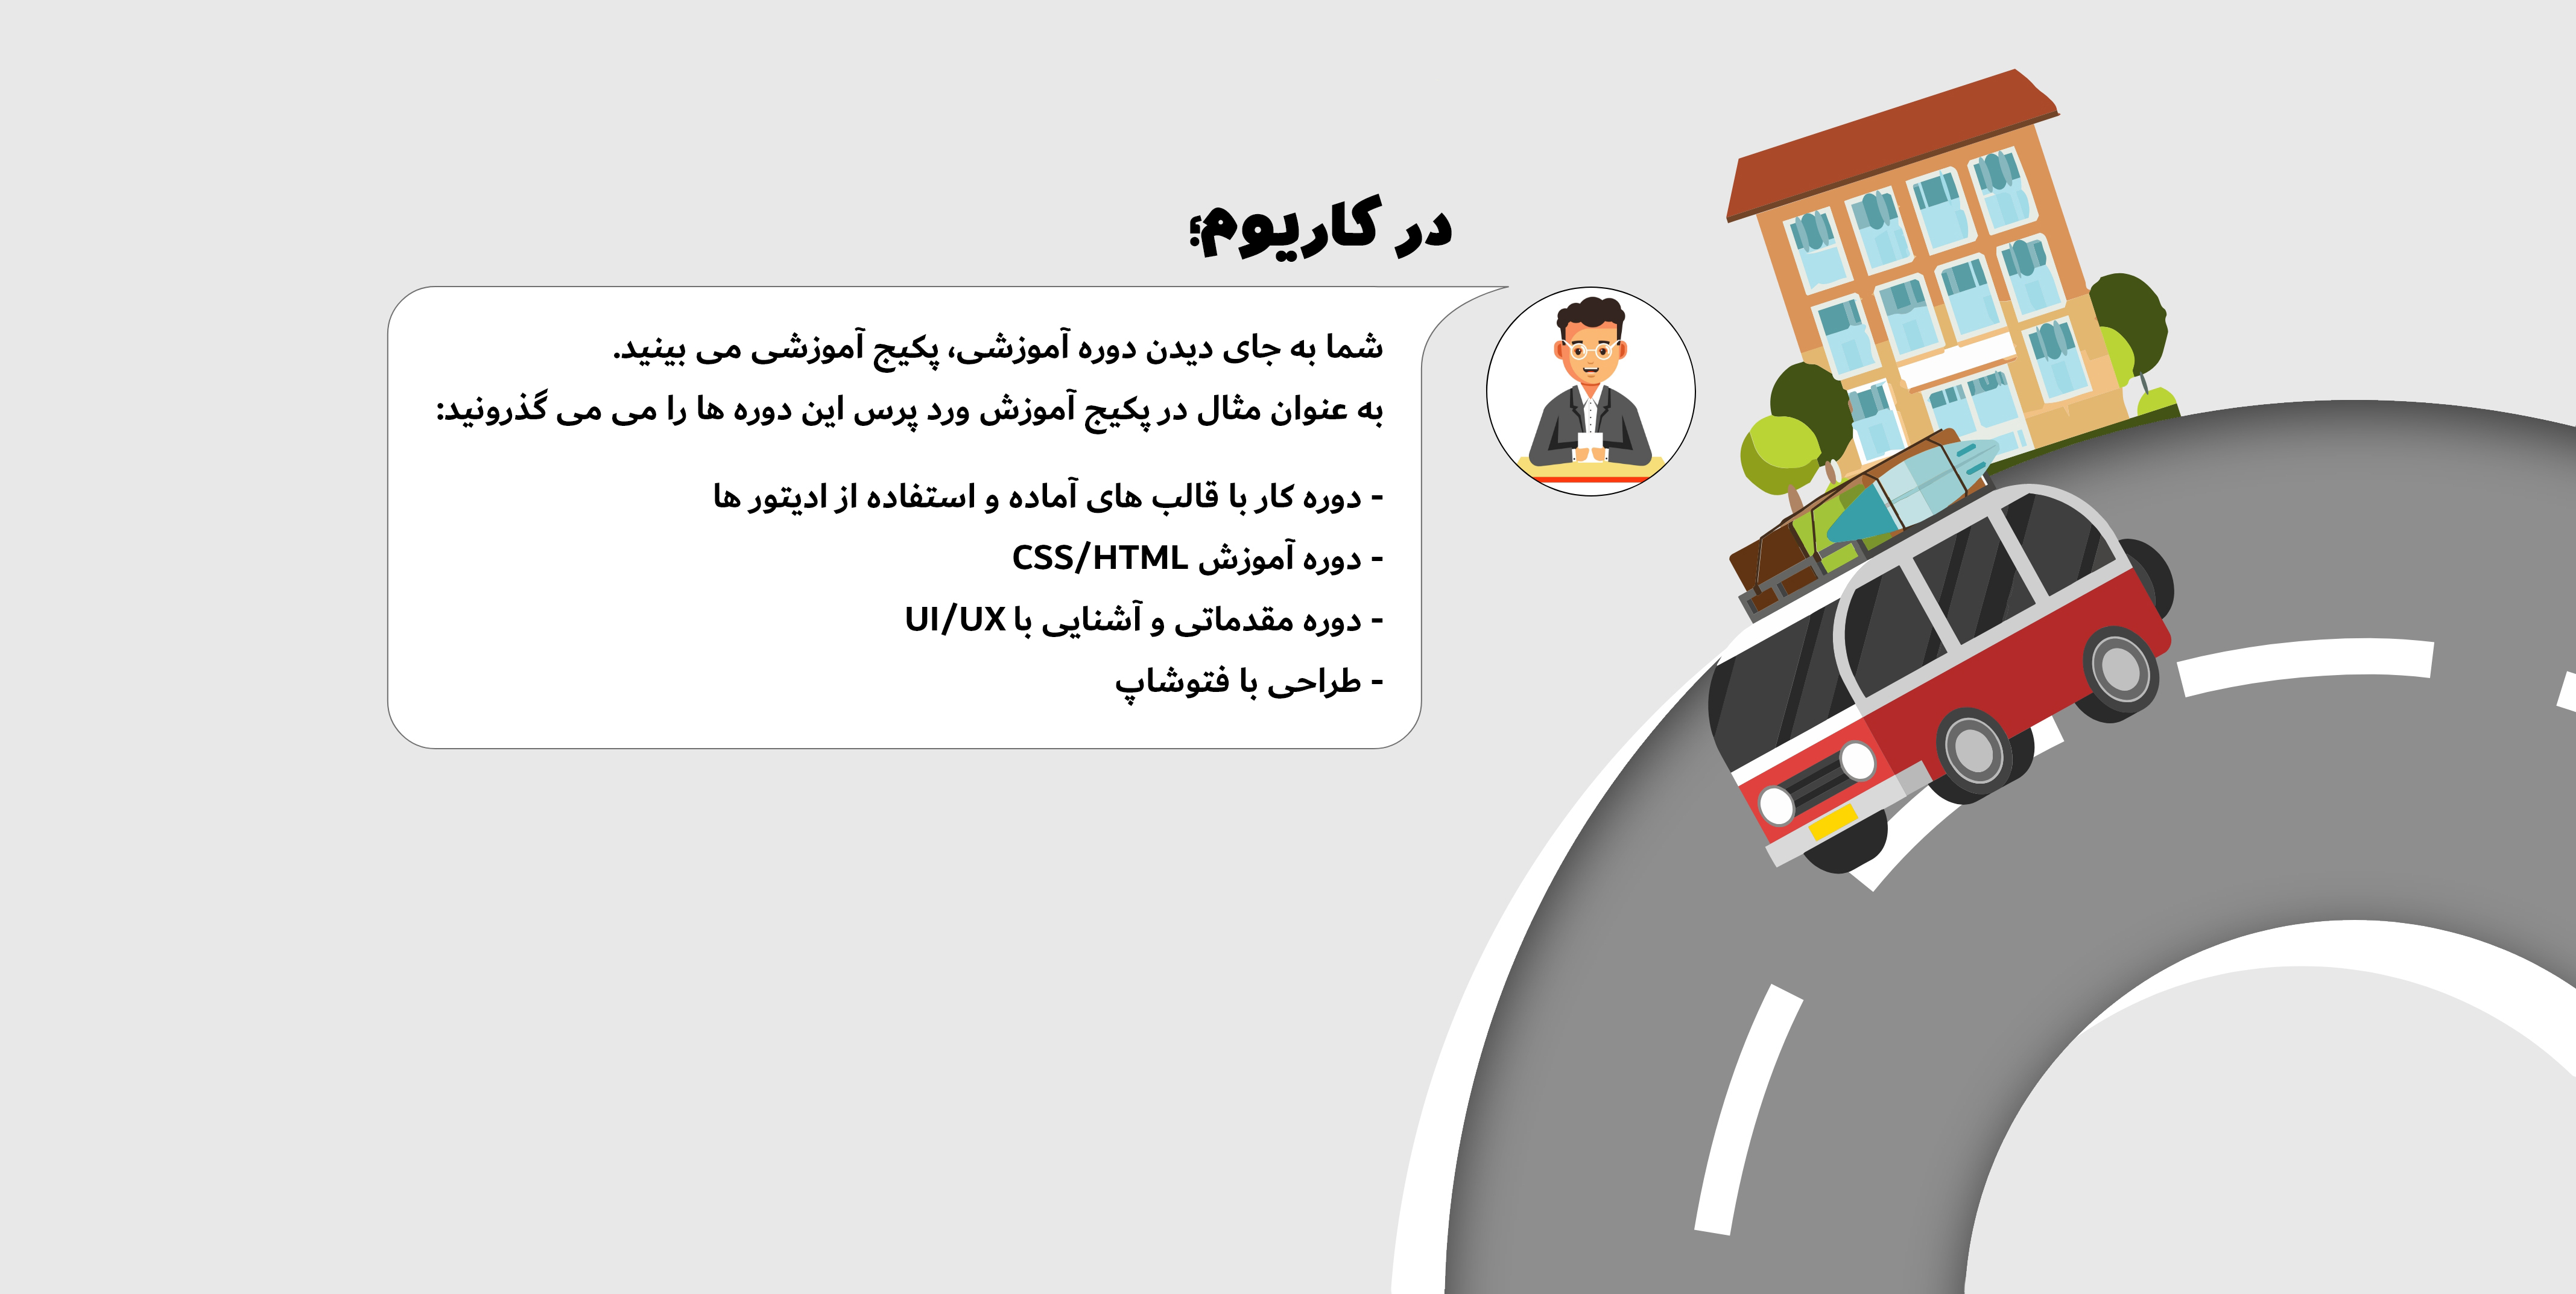 در کاریوم؛
شما به جای دیدن دوره آموزشی، پکیج آموزشی می بینید.
به عنوان مثال در پکیج آموزش ورد پرس این دوره ها را می می گذرونید:
- دوره کار با قالب های آماده و استفاده از ادیتور ها
- دوره آموزش CSS/HTML
- دوره مقدماتی و آشنایی با UI/UX
- طراحی با فتوشاپ